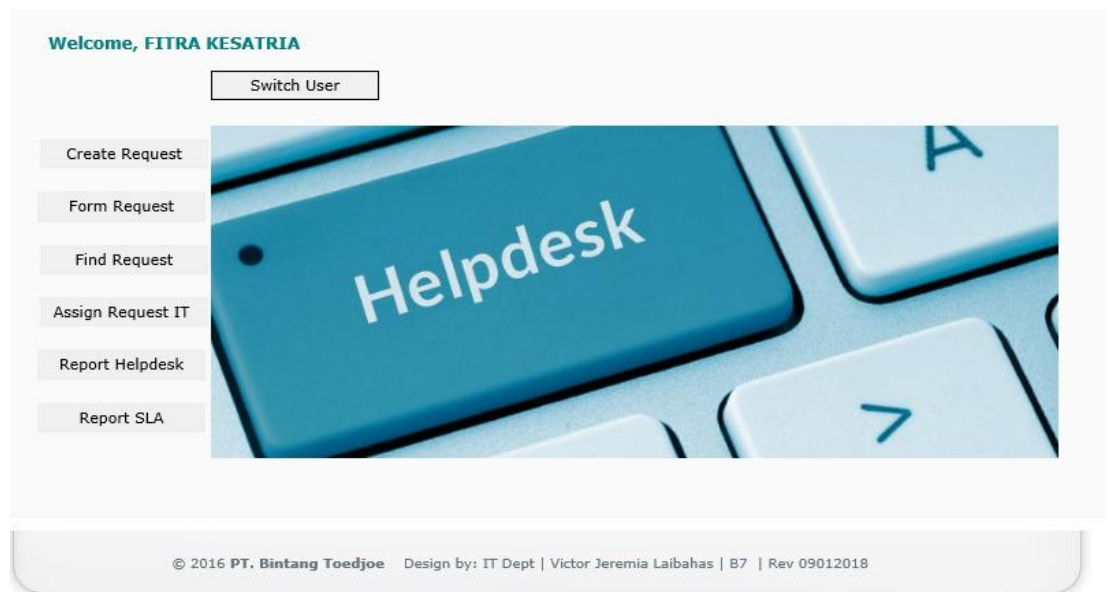 Welcome, FITRA KESATRIA
Switch User
Create Request
Form Request
Find Request
Assign Request IT
Report Helpdesk
Report SLA
Helpdesk
A
>
© 2016 PT. Bintang Toedjoe Design by: IT Dept | Victor Jeremia Laibahas | B7 | Rev 09012018